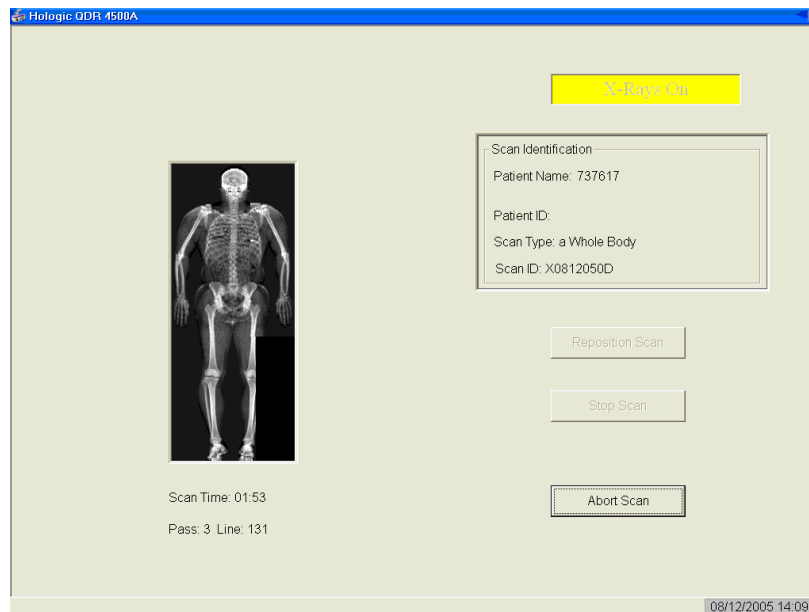 Hologic QDR 4500A
X-Rays On
Scan Identification
Patient Name: 737617
Patient ID:
Scan Type: a Whole Body
Scan ID: X0812050D
Reposition Scan
Stop Scan
Scan Time: 01:53
Abort Scan
Pass: 3 Line: 131
08/12/2005 14:09